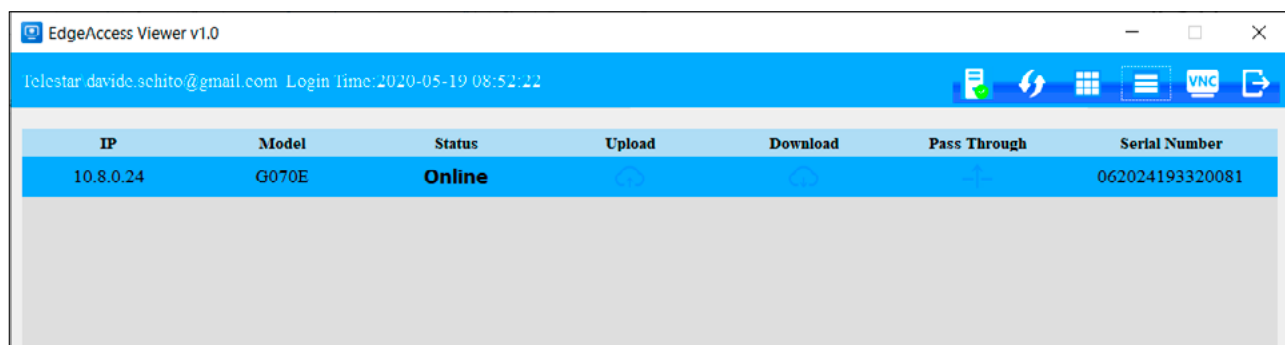 EdgeAccess Viewer v1.0
Telestar\davide.schito@gmail.com Login Time:2020-05-19 08:52:22
VNC
IP Model Status Upload Download Pass Through Serial Number
10.8.0.24 G070E Online 062024193320081